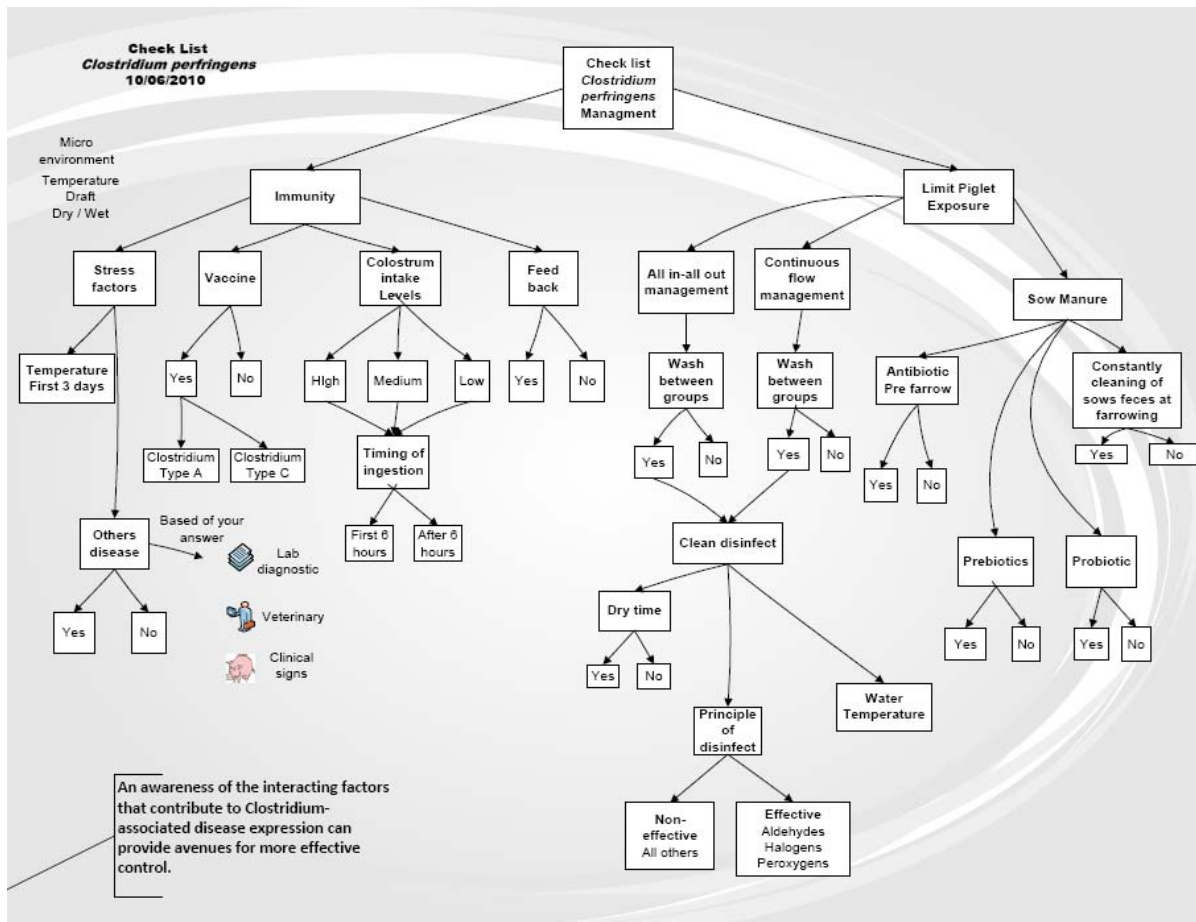 Check List
Clostridium perfringens
10/06/2010
Check list
Clostridium
perfringens
Managment
Micro
environment
Temperature
Draft
Dry / Wet
Immunity
Limit Piglet
Exposure
Stress
factors
Vaccine
Colostrum
intake
Levels
Feed
back
All in-all out
management
Continuous
flow
management
Sow Manure
Temperature
First 3 days
Yes
No
HIgh
Medium
Low
Yes
No
Wash
between
groups
Wash
between
groups
Antibiotic
Pre farrow
Constantly
cleaning of
sows feces at
farrowing
Clostridium
Type A
Clostridium
Type C
Timing of
ingestion
Yes
No
Yes
No
Yes
No
Yes
No
Others
disease
Based of your
answer
Lab
diagnostic
First 6
hours
After 6
hours
Clean disinfect
Prebiotics
Probiotic
Yes
No
Veterinary
Clinical
signs
Dry time
Yes
No
Yes
No
Yes
No
Water
Temperature
Principle
of
disinfect
Non-
effective
All others
Effective
Aldehydes
Halogens
Peroxygens
An awareness of the interacting factors
that contribute to Clostridium-
associated disease expression can
provide avenues for more effective
control.